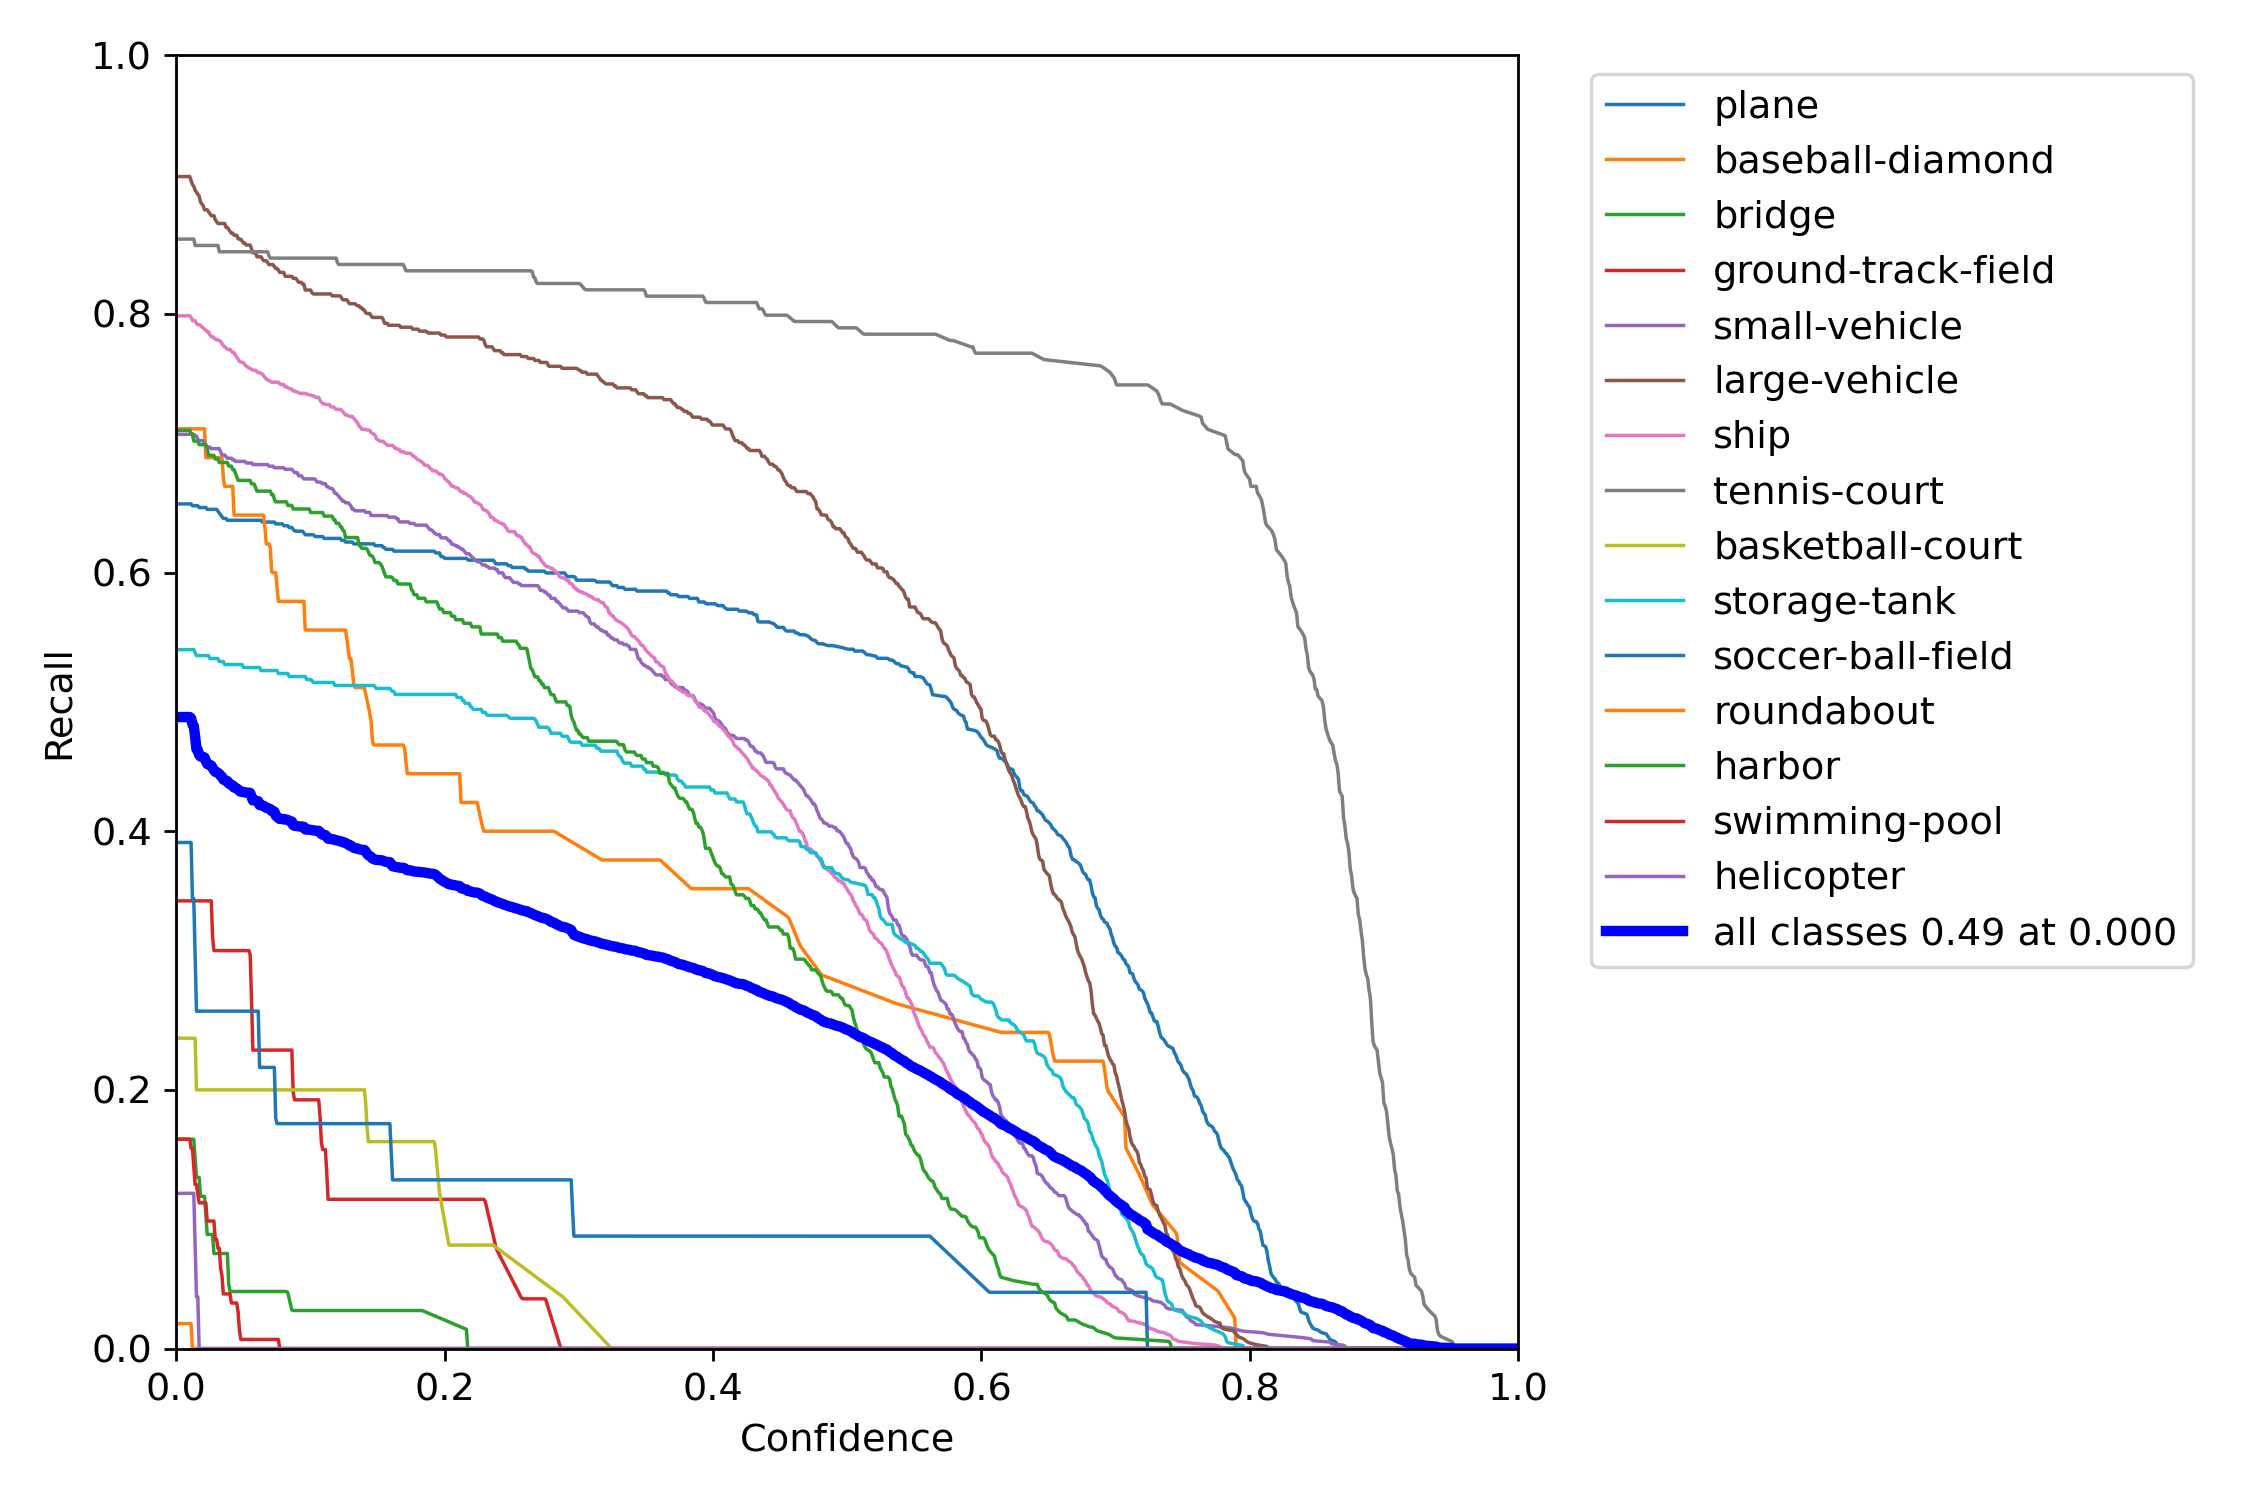 1.0
0.8
0.6
0.4
0.2
0.0
Recall
0.0 0.2 0.4 0.6 0.8 1.0
Confidence
plane
baseball-diamond
bridge
ground-track-field
small-vehicle
large-vehicle
ship
tennis-court
basketball-court
storage-tank
soccer-ball-field
roundabout
harbor
swimming-pool
helicopter
all classes 0.49 at 0.000